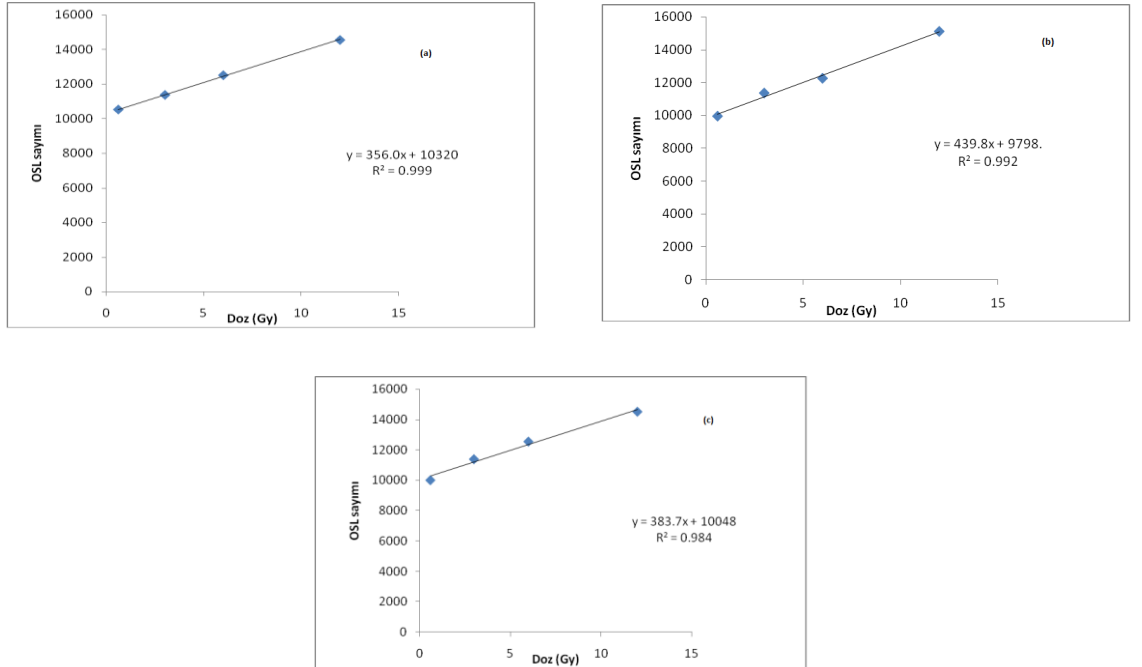 16000
14000
12000
10000
8000
6000
4000
2000
0
OSL sayımı
(a)
y = 356.0x + 10320
R² = 0.999
0 5 10 15
Doz (Gy)
16000
14000
12000
10000
8000
6000
4000
2000
0
OSL sayımı
(b)
y = 439.8x + 9798.
R² = 0.992
0 5 10 15
Doz (Gy)
16000
14000
12000
10000
8000
6000
4000
2000
0
OSL sayımı
(c)
y = 383.7x + 10048
R² = 0.984
0 5 10 15
Doz (Gy)